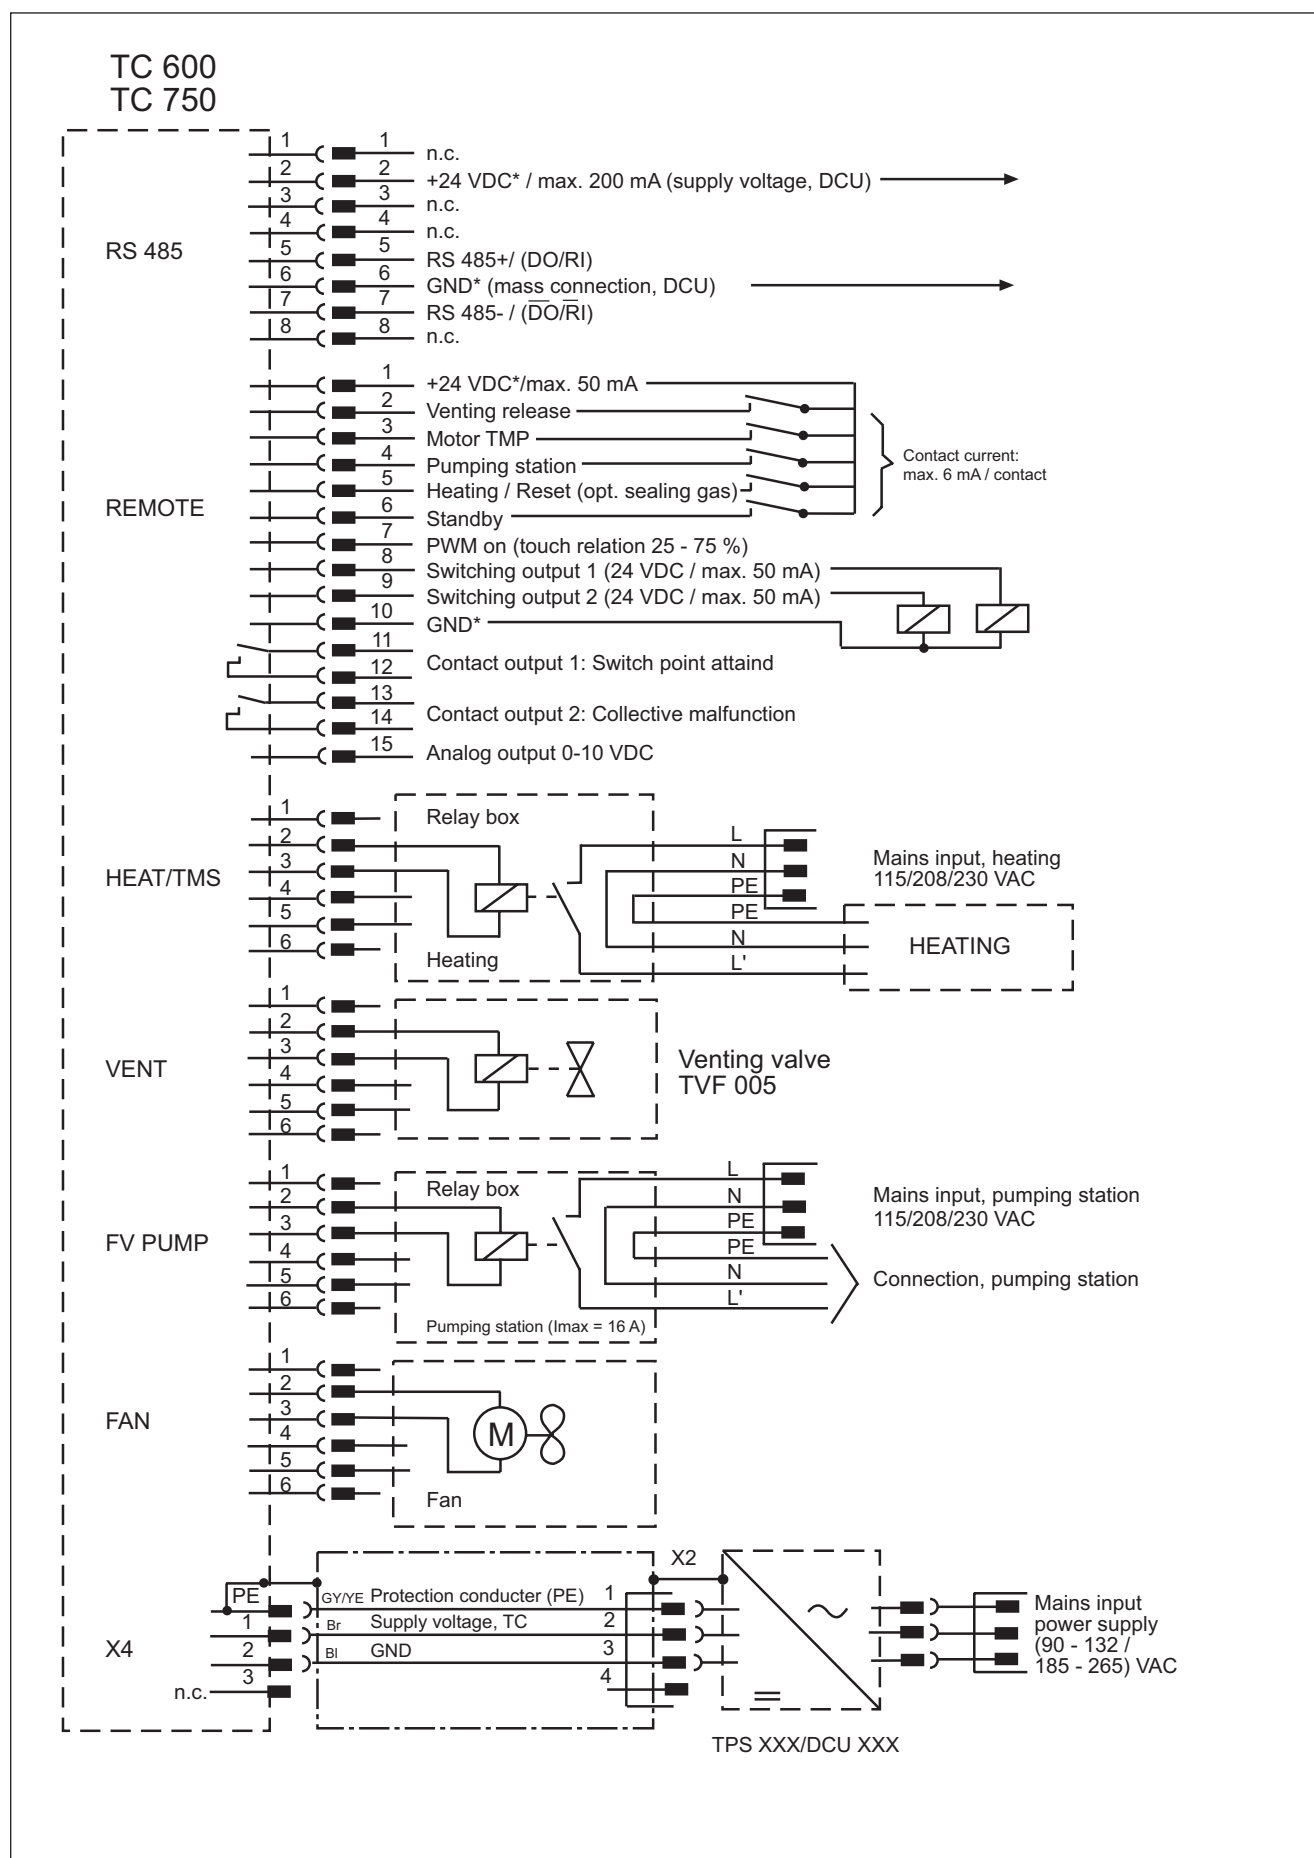 TC 600
TC 750
RS 485
1 1 n.c.
2 2 +24 VDC* / max. 200 mA (supply voltage, DCU)
3 3 n.c.
4 4 n.c.
5 5 RS 485+/ (DO/RI)
6 6 GND* (mass connection, DCU)
7 7 RS 485- / (D̅O̅/R̅I̅)
8 8 n.c.
REMOTE
1 +24 VDC*/max. 50 mA
2 Venting release
3 Motor TMP
4 Pumping station
5 Heating / Reset (opt. sealing gas)
6 Standby
Contact current:
max. 6 mA / contact
7 PWM on (touch relation 25 - 75 %)
8 Switching output 1 (24 VDC / max. 50 mA)
9 Switching output 2 (24 VDC / max. 50 mA)
10 GND*
11
12
Contact output 1: Switch point attaind
13
14
Contact output 2: Collective malfunction
15 Analog output 0-10 VDC
HEAT/TMS
1
2
3
4
5
6
Relay box
Heating
L
N
PE
PE
N
L'
Mains input, heating
115/208/230 VAC
HEATING
VENT
1
2
3
4
5
6
Venting valve
TVF 005
FV PUMP
1
2
3
4
5
6
Relay box
Pumping station (Imax = 16 A)
L
N
PE
PE
N
L'
Mains input, pumping station
115/208/230 VAC
Connection, pumping station
FAN
1
2
3
4
5
6
M
Fan
X4
PE
1
2
3
n.c.
GY/YE Protection conducter (PE) 1
Br Supply voltage, TC 2
Bl GND 3
4
X2
TPS XXX/DCU XXX
Mains input
power supply
(90 - 132 /
185 - 265) VAC